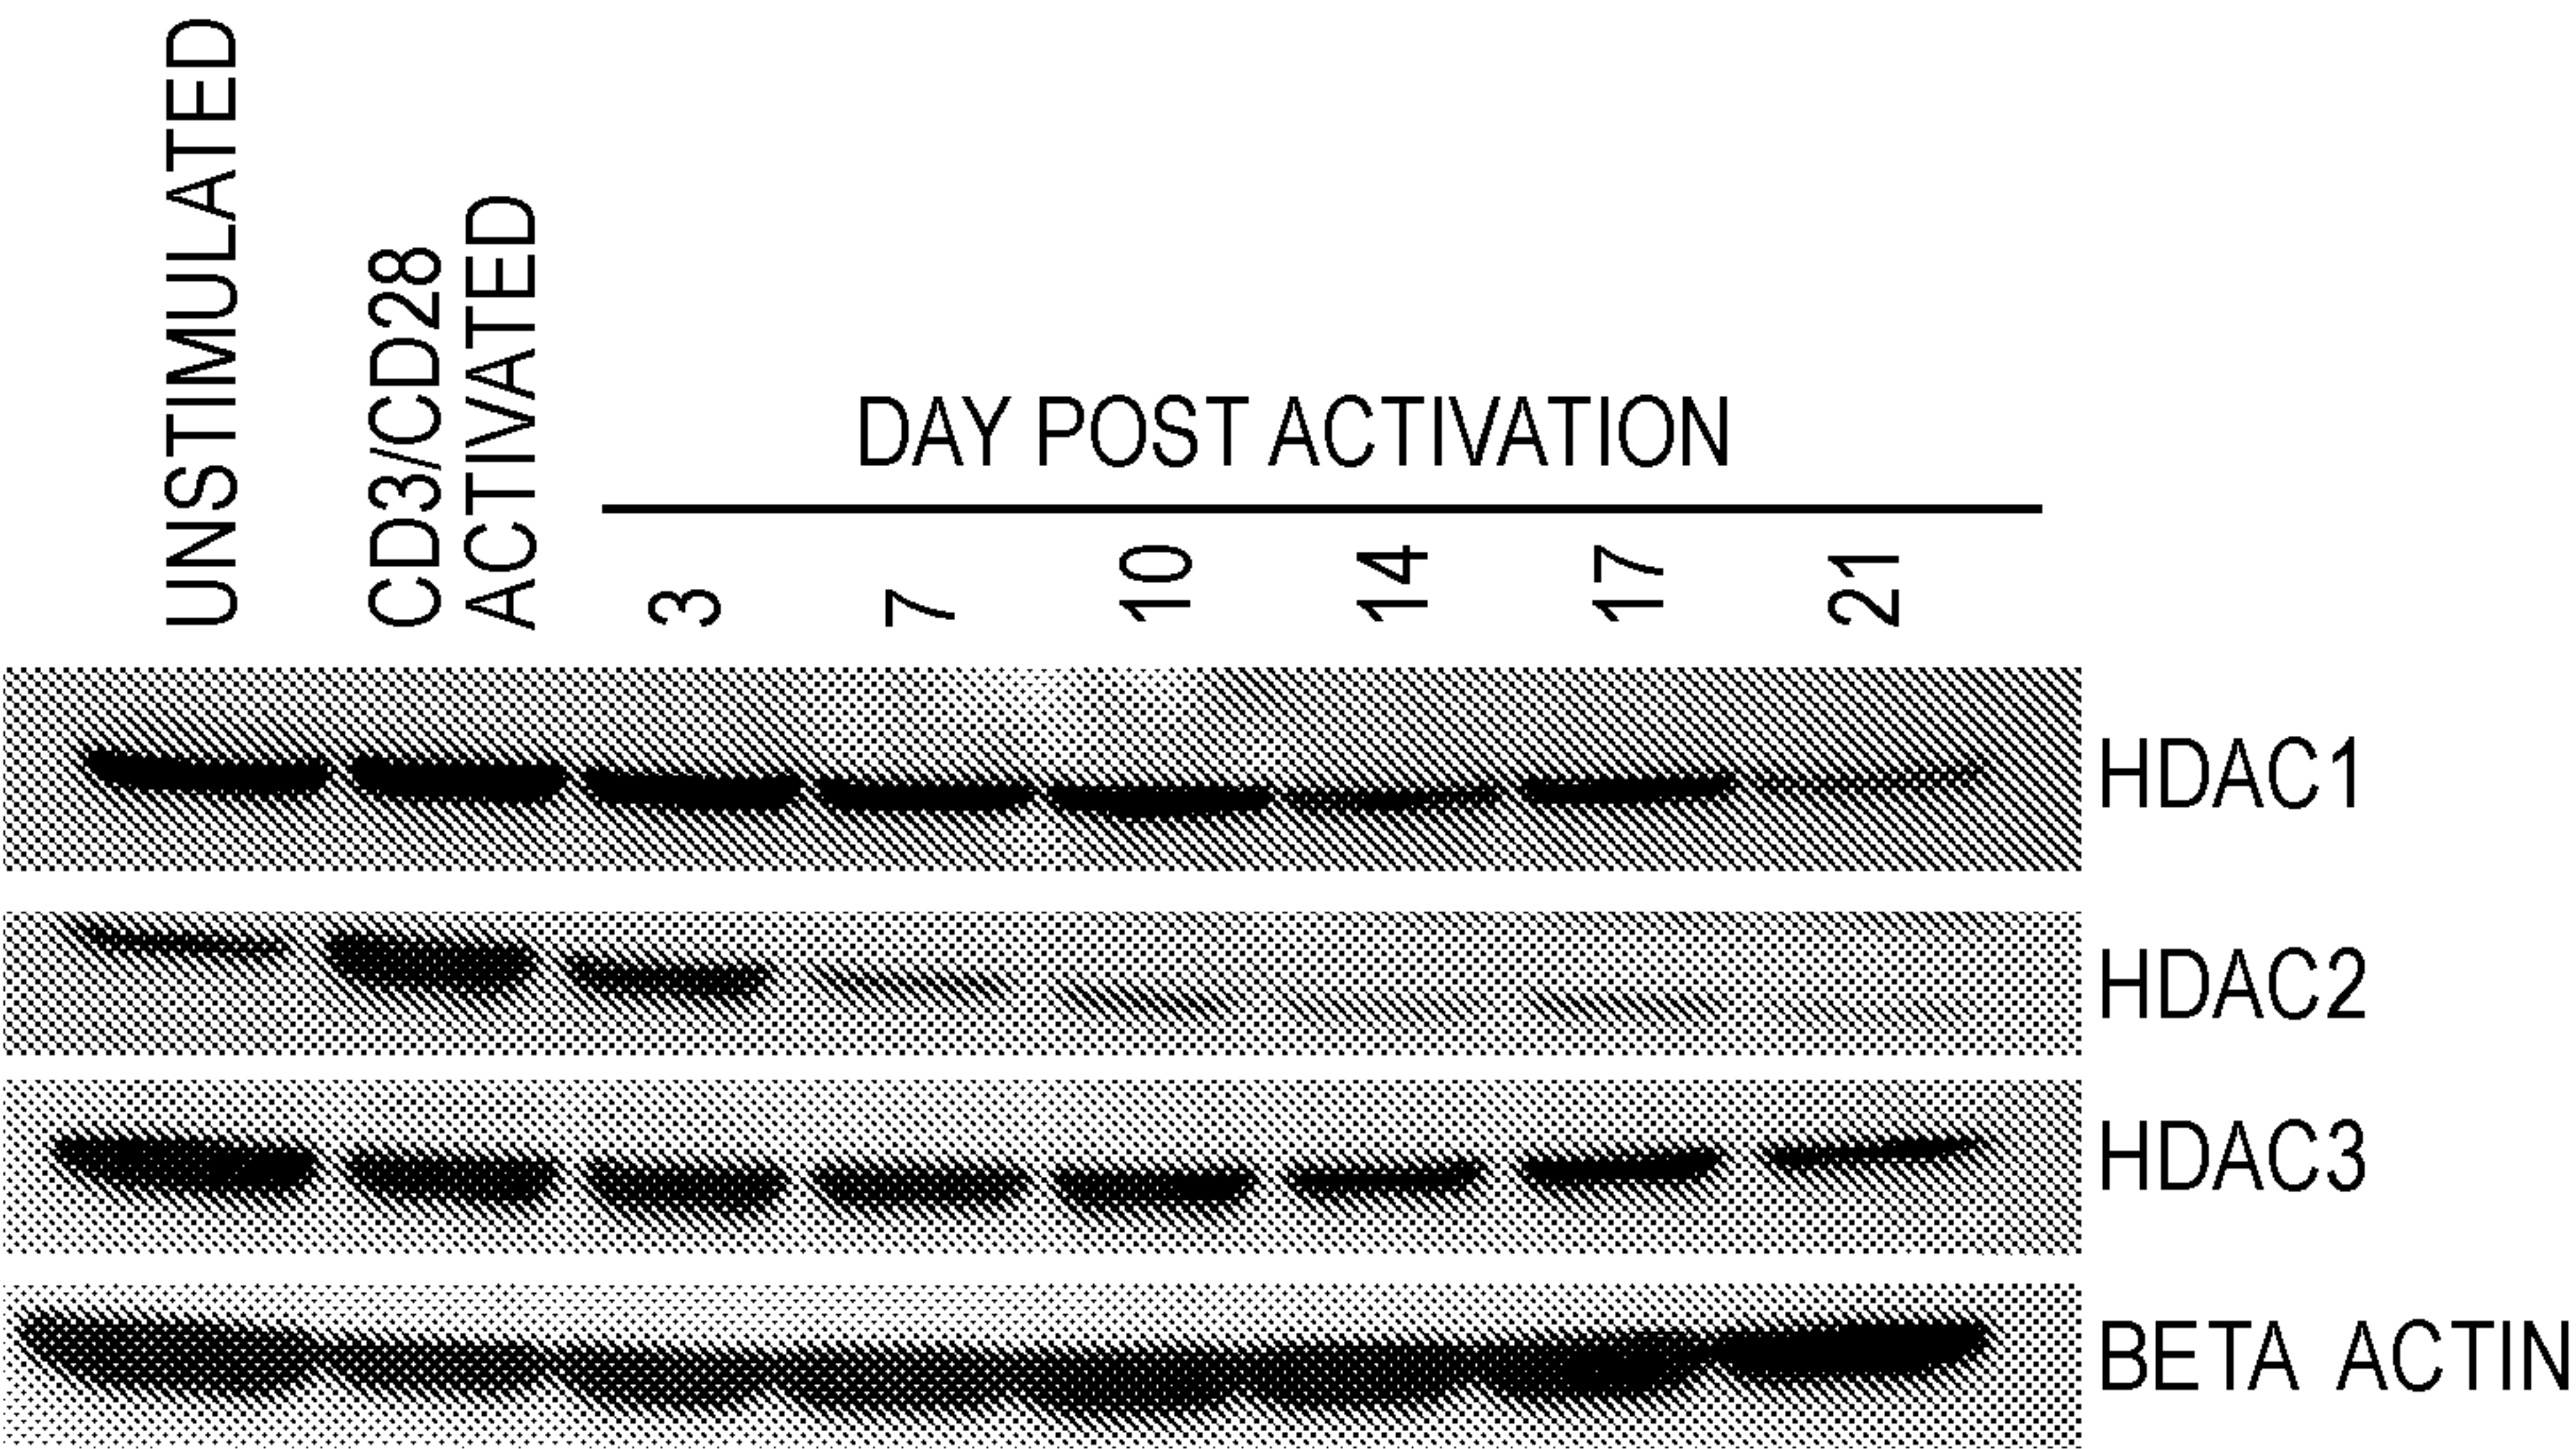 UNSTIMULATED
CD3/CD28
ACTIVATED
DAY POST ACTIVATION
3 7 10 14 17 21
HDAC1
HDAC2
HDAC3
BETA ACTIN